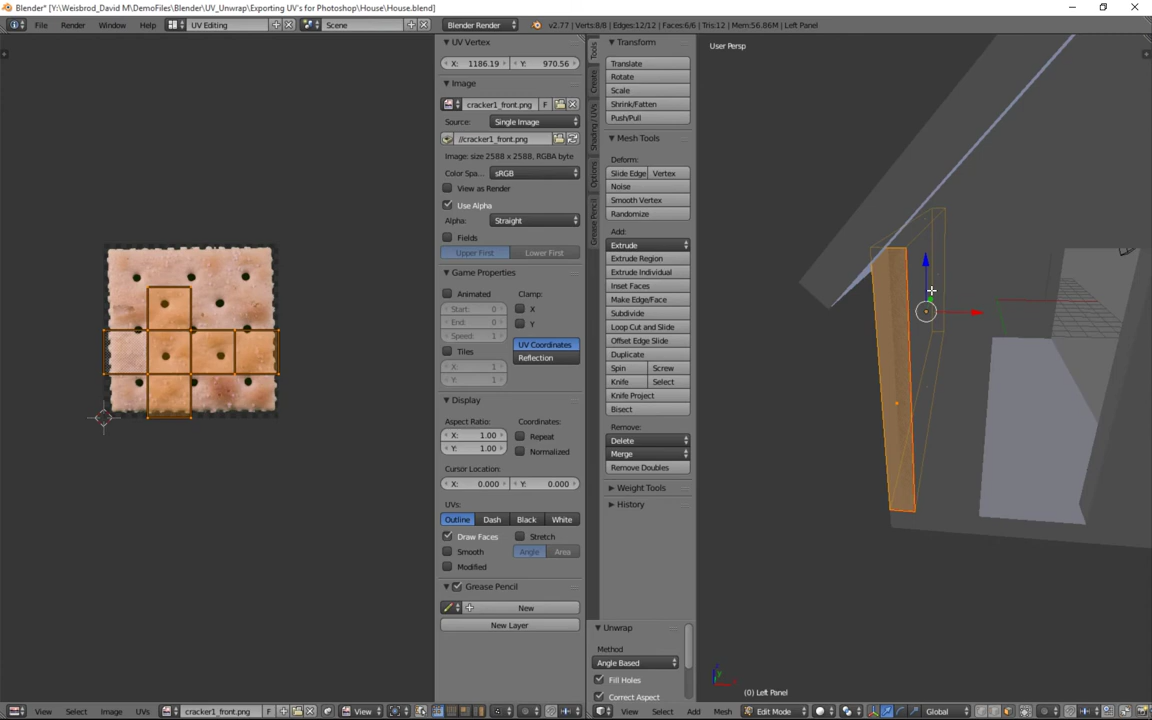 Blender* [Y:\Weisbrod_David M\DemoFiles\Blender\UV_Unwrap\Exporting UV's for Photoshop\House\House.blend]
File Render Window Help UV Editing Scene Blender Render v2.77 | Verts:8/8 | Edges:12/12 | Faces:6/6 | Tris:12 | Mem:56.86M | Left Panel
UV Vertex
X: 1186.19 Y: 970.56
Image
cracker1_front.png F
Source: Single Image
//cracker1_front.png
Image: size 2588 x 2588, RGBA byte
Color Spa... sRGB
View as Render
Use Alpha
Alpha: Straight
Fields
Upper First Lower First
Game Properties
Animated Clamp:
Start: 0 X
End: 0 Y
Speed: 1 UV Coordinates
Tiles Reflection
X: 1
Y: 1
Display
Aspect Ratio: Coordinates:
X: 1.00 Repeat
Y: 1.00 Normalized
Cursor Location:
X: 0.000 Y: 0.000
UVs:
Outline Dash Black White
Draw Faces Stretch
Smooth Angle Area
Modified
Grease Pencil
New
New Layer
Tools
Create
Shading / UVs
Options
Grease Pencil
Transform
Translate
Rotate
Scale
Shrink/Fatten
Push/Pull
Mesh Tools
Deform:
Slide Edge Vertex
Noise
Smooth Vertex
Randomize
Add:
Extrude
Extrude Region
Extrude Individual
Inset Faces
Make Edge/Face
Subdivide
Loop Cut and Slide
Offset Edge Slide
Duplicate
Spin Screw
Knife Select
Knife Project
Bisect
Remove:
Delete
Merge
Remove Doubles
Weight Tools
History
Unwrap
Method
Angle Based
Fill Holes
Correct Aspect
User Persp
(0) Left Panel
View Select Image UVs cracker1_front.png F View
View Select Add Mesh Edit Mode Global